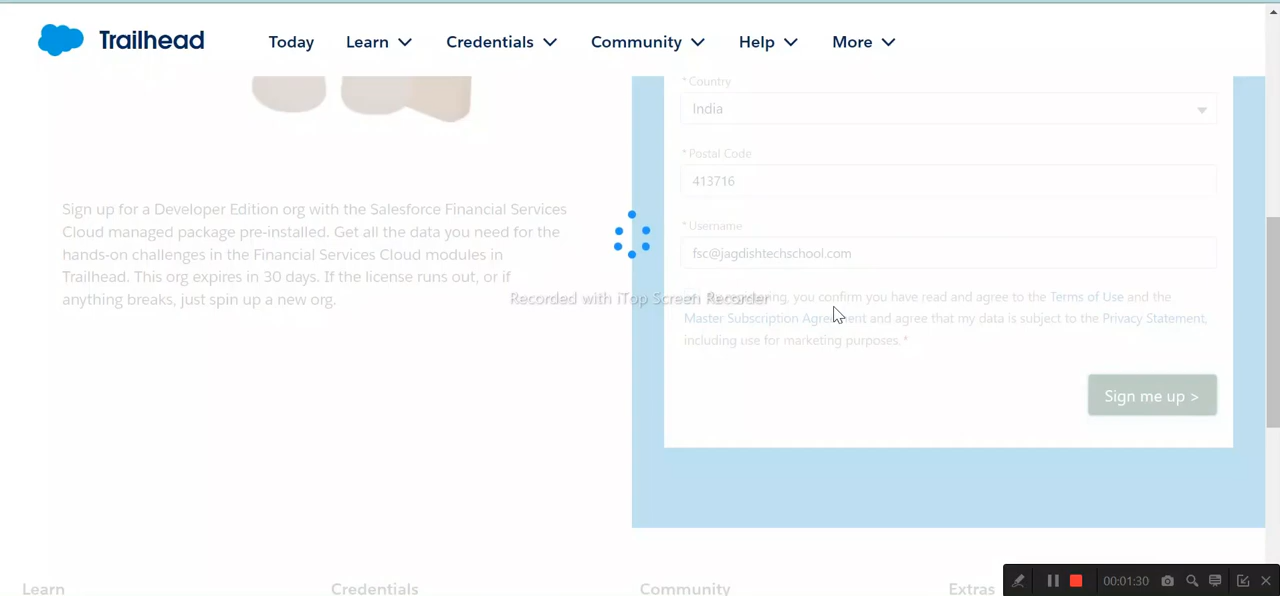 Trailhead
Today Learn Credentials Community Help More
* Country
India
* Postal Code
413716
* Username
fsc@jagdishtechschool.com
Sign up for a Developer Edition org with the Salesforce Financial Services
Cloud managed package pre-installed. Get all the data you need for the
hands-on challenges in the Financial Services Cloud modules in
Trailhead. This org expires in 30 days. If the license runs out, or if
anything breaks, just spin up a new org.
Recorded with iTop Screen Recorder
registering, you confirm you have read and agree to the Terms of Use and the
Master Subscription Agreement and agree that my data is subject to the Privacy Statement,
including use for marketing purposes. *
Sign me up >
Learn Credentials Community Extras
00:01:30